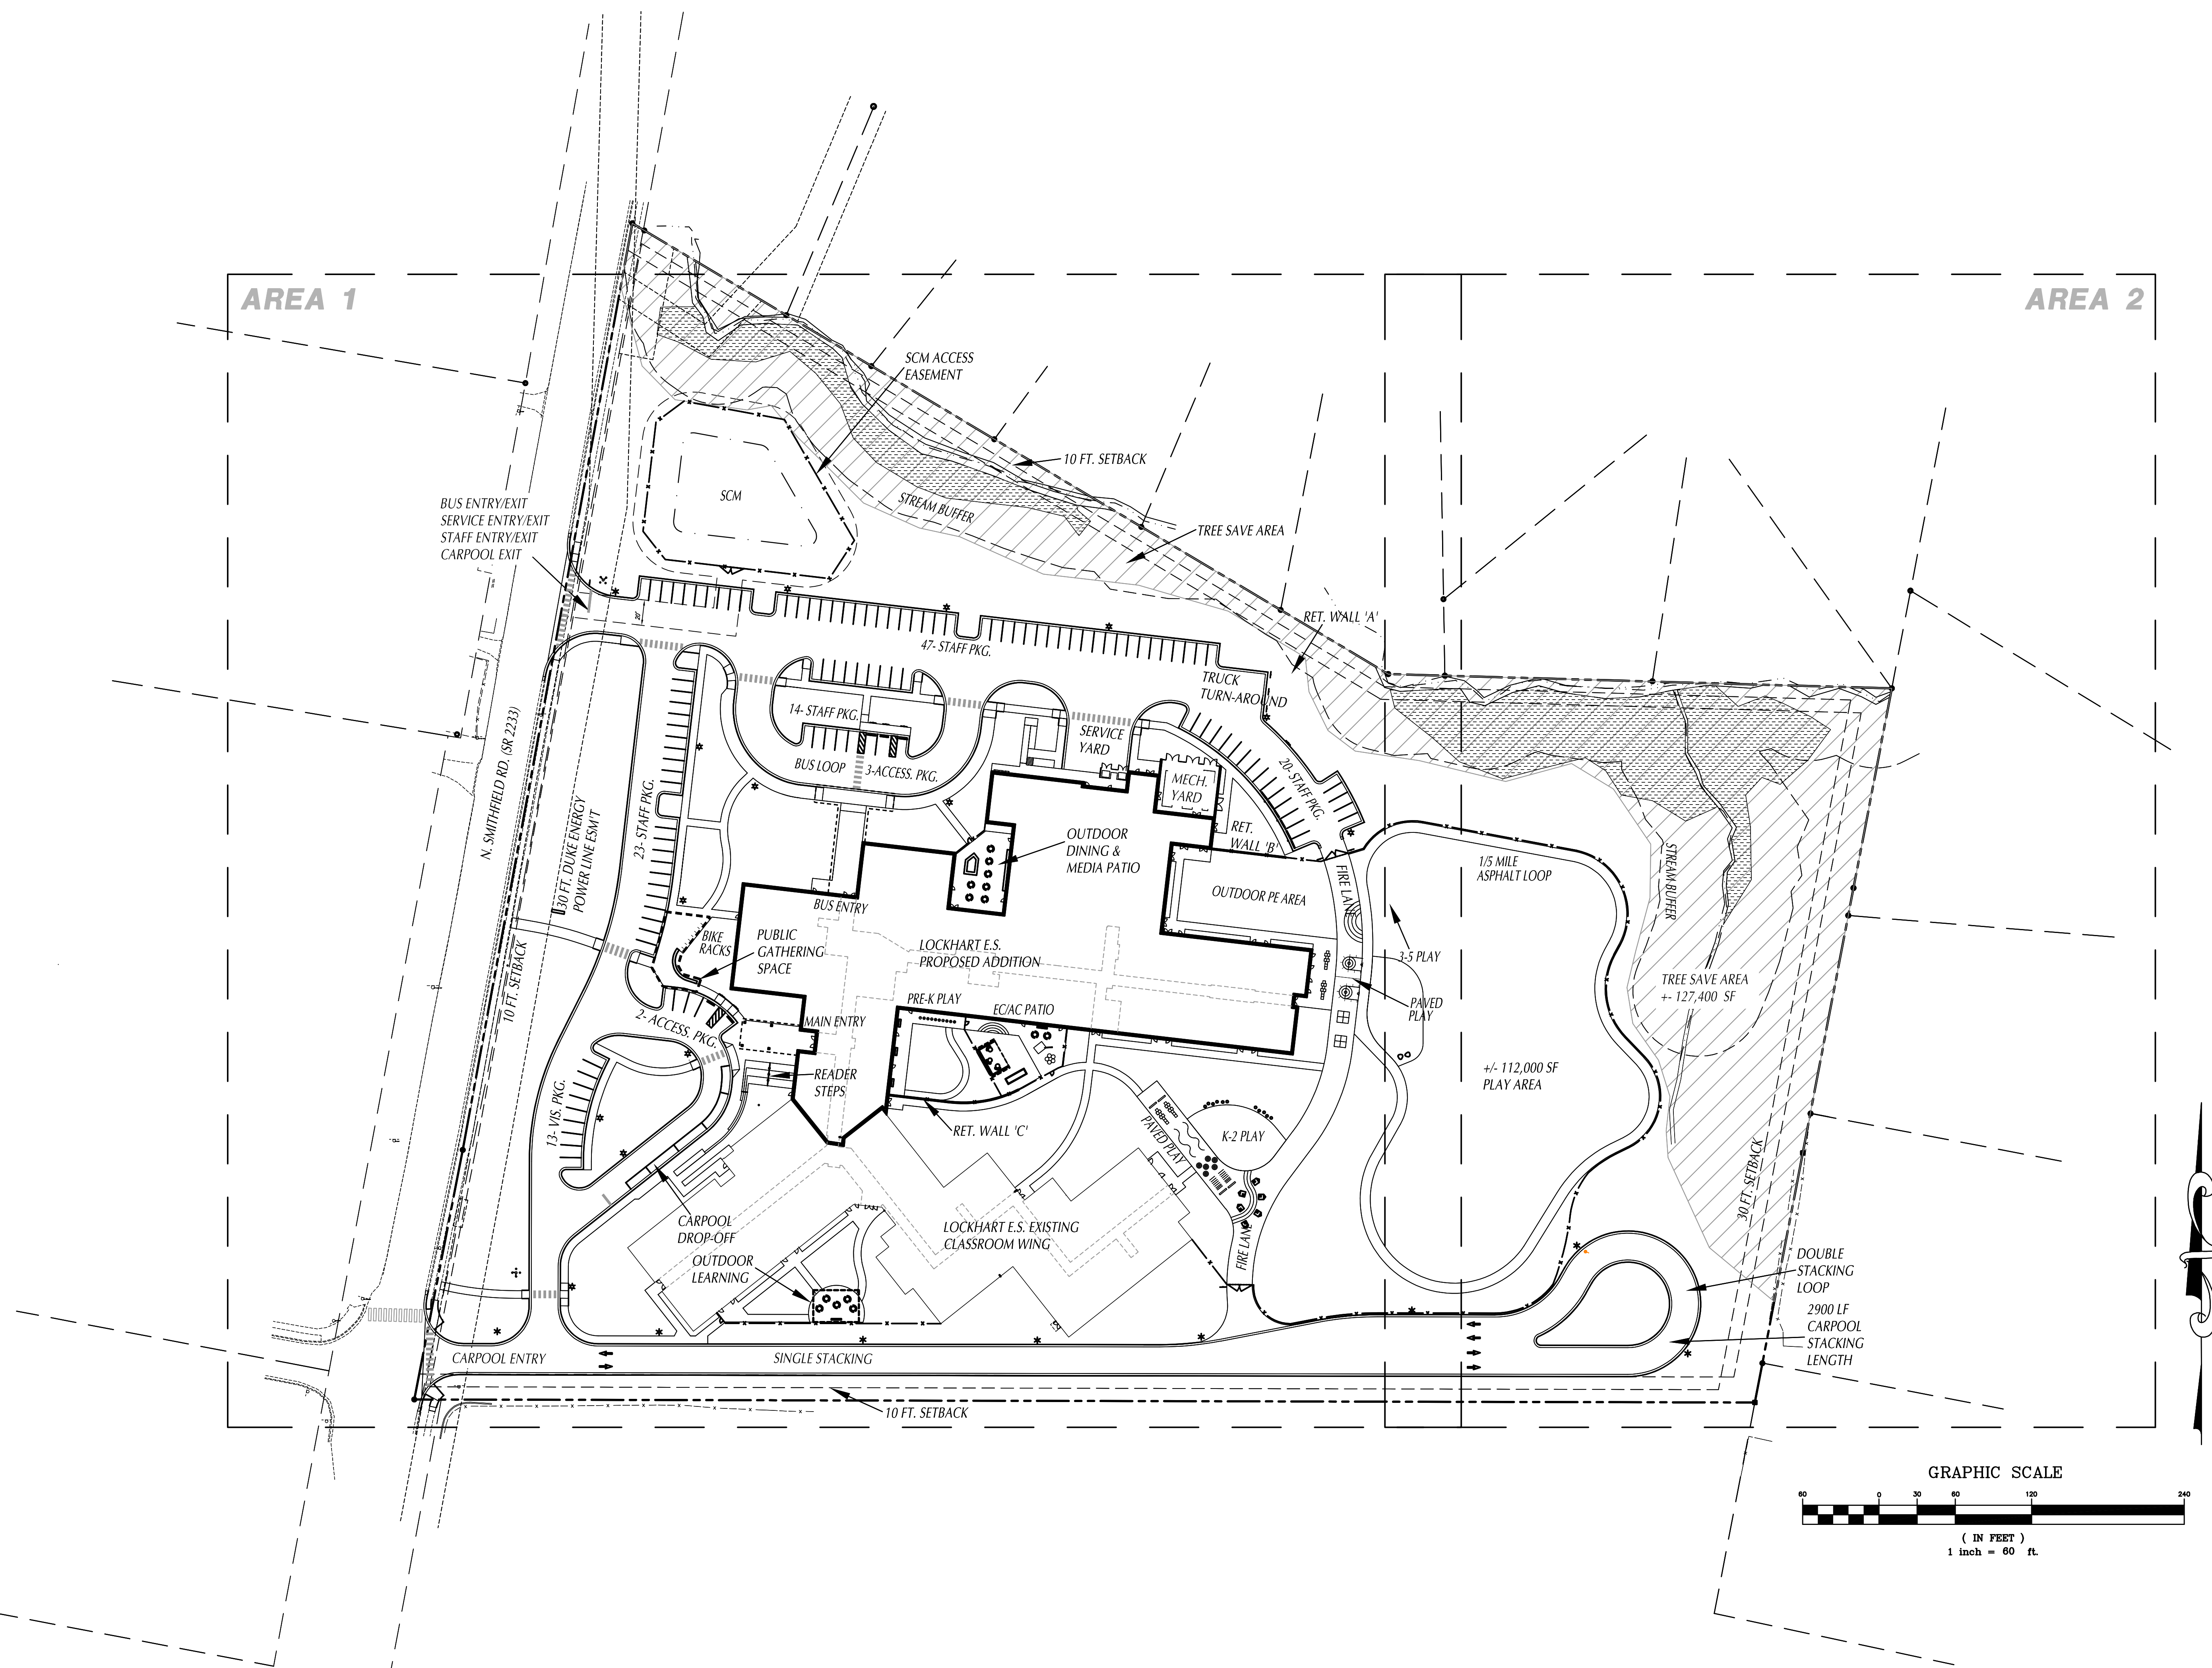 AREA 1
AREA 2
SCM ACCESS
EASEMENT
10 FT. SETBACK
SCM
STREAM BUFFER
TREE SAVE AREA
BUS ENTRY/EXIT
SERVICE ENTRY/EXIT
STAFF ENTRY/EXIT
CARPOOL EXIT
RET. WALL 'A'
47- STAFF PKG.
TRUCK
TURN-AROUND
14- STAFF PKG.
SERVICE
YARD
BUS LOOP
3-ACCESS. PKG.
MECH.
YARD
20- STAFF PKG.
N. SMITHFIELD RD. (SR 2233)
30 FT. DUKE ENERGY
POWER LINE ESM'T
23- STAFF PKG.
OUTDOOR
DINING &
MEDIA PATIO
RET.
WALL 'B'
FIRE LANE
1/5 MILE
ASPHALT LOOP
STREAM BUFFER
OUTDOOR PE AREA
BUS ENTRY
BIKE
RACKS
PUBLIC
GATHERING
SPACE
LOCKHART E.S.
PROPOSED ADDITION
3-5 PLAY
TREE SAVE AREA
+- 127,400 SF
10 FT. SETBACK
PRE-K PLAY
EC/AC PATIO
PAVED
PLAY
2- ACCESS. PKG.
MAIN ENTRY
READER
STEPS
+/- 112,000 SF
PLAY AREA
13- VIS. PKG.
RET. WALL 'C'
PAVED PLAY
K-2 PLAY
30 FT. SETBACK
CARPOOL
DROP-OFF
LOCKHART E.S. EXISTING
CLASSROOM WING
FIRE LANE
OUTDOOR
LEARNING
DOUBLE
STACKING
LOOP
2900 LF
CARPOOL
STACKING
LENGTH
CARPOOL ENTRY
SINGLE STACKING
10 FT. SETBACK
GRAPHIC SCALE
60 0 30 60 120 240
( IN FEET )
1 inch = 60 ft.